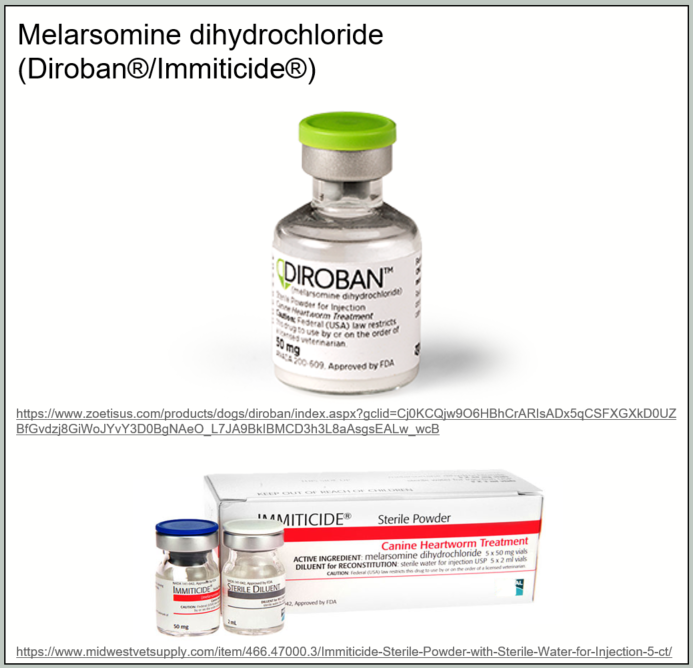 Melarsomine dihydrochloride
(Diroban®/Immiticide®)
DIROBAN™
(melarsomine dihydrochloride)
Sterile Powder for Injection
Canine Heartworm Treatment
Caution: Federal (USA) law restricts
this drug to use by or on the order of
a licensed veterinarian.
50 mg
ANADA 200-609, Approved by FDA
https://www.zoetisus.com/products/dogs/diroban/index.aspx?gclid=Cj0KCQjw9O6HBhCrARIsADx5qCSFXGXkD0UZ
BfGvdzj8GiWoJYvY3D0BgNAeO_L7JA9BkIBMCD3h3L8aAsgsEALw_wcB
KEEP OUT OF REACH OF CHILDREN
IMMITICIDE® Sterile Powder
Canine Heartworm Treatment
ACTIVE INGREDIENT: melarsomine dihydrochloride 5 x 50 mg vials
DILUENT for RECONSTITUTION: sterile water for injection USP 5 x 2 ml vials
CAUTION: Federal (USA) law restricts this drug to use by or on the order of a licensed veterinarian.
Approved by FDA
IMMITICIDE®
50 mg
STERILE DILUENT
2 mL
https://www.midwestvetsupply.com/item/466.47000.3/Immiticide-Sterile-Powder-with-Sterile-Water-for-Injection-5-ct/